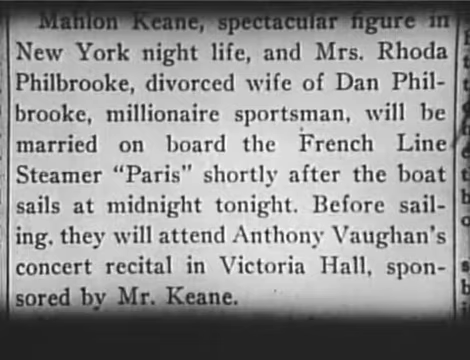 Mahlon Keane, spectacular figure in
New York night life, and Mrs. Rhoda
Philbrooke, divorced wife of Dan Phil-
brooke, millionaire sportsman, will be
married on board the French Line
Steamer "Paris" shortly after the boat
sails at midnight tonight. Before sail-
ing, they will attend Anthony Vaughan's
concert recital in Victoria Hall, spon-
sored by Mr. Keane.